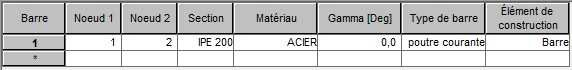 Barre Noeud 1 Noeud 2 Section Matériau Gamma [Deg] Type de barre Élément de construction
1 1 2 IPE 200 ACIER 0,0 poutre courante Barre
*